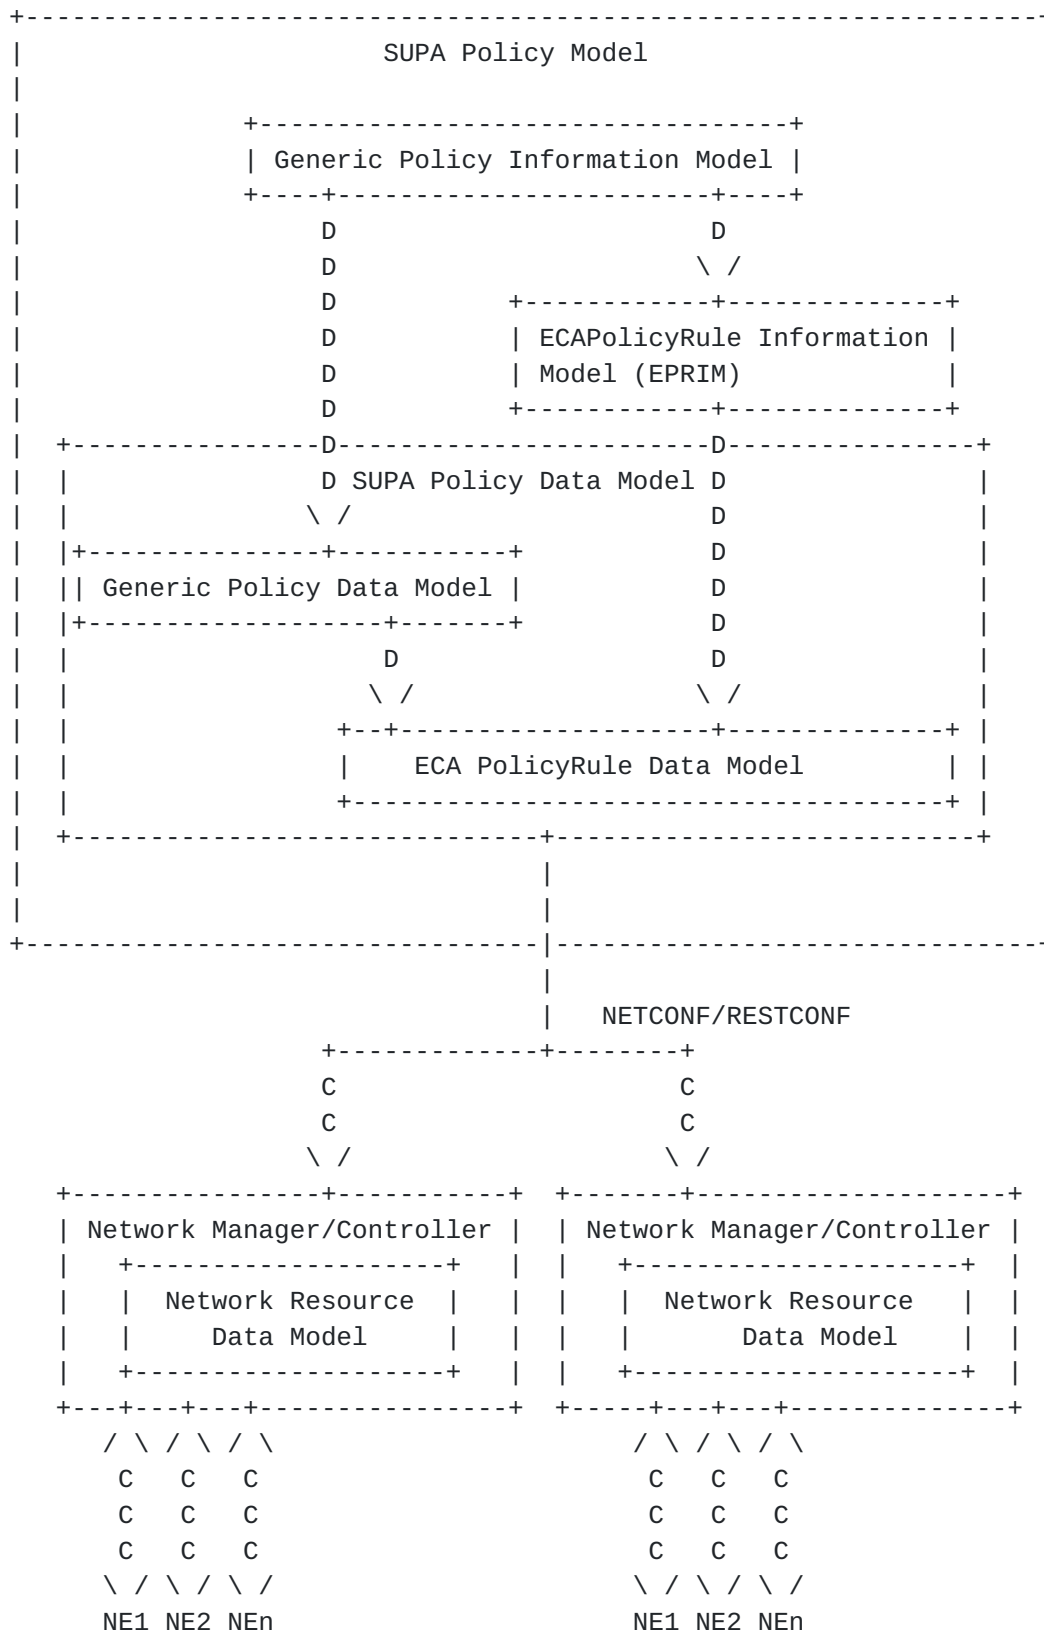 +-----------------------------------------------------------------+
|                       SUPA Policy Model
|
|              +----------------------------------+
|              | Generic Policy Information Model |
|              +----+------------------------+----+
|                   D                        D
|                   D                       \ /
|                   D           +------------+--------------+
|                   D           | ECAPolicyRule Information |
|                   D           | Model (EPRIM)             |
|                   D           +------------+--------------+
|  +----------------D------------------------D----------------+
|  |                D SUPA Policy Data Model D                |
|  |               \ /                       D                |
|  |+---------------+-----------+            D                |
|  || Generic Policy Data Model |            D                |
|  |+-------------------+-------+            D                |
|  |                    D                    D                |
|  |                   \ /                  \ /               |
|  |                 +--+--------------------+--------------+ |
|  |                 |    ECA PolicyRule Data Model         | |
|  |                 +--------------------------------------+ |
|  +------------------------------+---------------------------+
|                                 |
|                                 |
+---------------------------------|-------------------------------+
                                  |
                                  |   NETCONF/RESTCONF
                    +-------------+--------+
                    C                      C
                    C                      C
                   \ /                    \ /
   +----------------+-----------+  +-------+--------------------+
   | Network Manager/Controller |  | Network Manager/Controller |
   |   +--------------------+   |  |   +---------------------+  |
   |   |  Network Resource  |   |  |   |  Network Resource   |  |
   |   |     Data Model     |   |  |   |       Data Model    |  |
   |   +--------------------+   |  |   +---------------------+  |
   +---+---+---+----------------+  +-----+---+---+--------------+
      / \ / \ / \                       / \ / \ / \
       C   C   C                         C   C   C
       C   C   C                         C   C   C
       C   C   C                         C   C   C
      \ / \ / \ /                       \ / \ / \ /
      NE1 NE2 NEn                       NE1 NE2 NEn